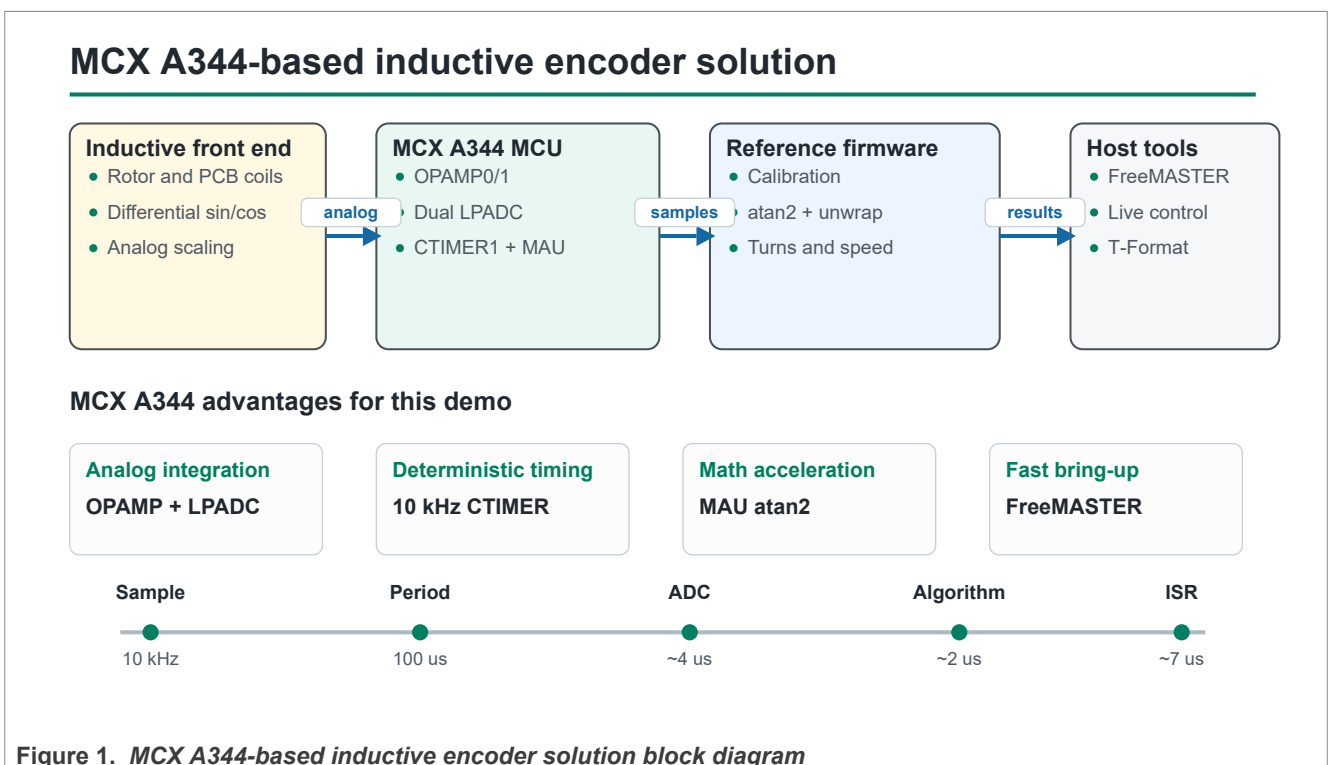 MCX A344-based inductive encoder solution
Inductive front end
Rotor and PCB coils
Differential sin/cos
Analog scaling
analog
MCX A344 MCU
OPAMP0/1
Dual LPADC
CTIMER1 + MAU
samples
Reference firmware
Calibration
atan2 + unwrap
Turns and speed
results
Host tools
FreeMASTER
Live control
T-Format
MCX A344 advantages for this demo
Analog integration
OPAMP + LPADC
Deterministic timing
10 kHz CTIMER
Math acceleration
MAU atan2
Fast bring-up
FreeMASTER
Sample
10 kHz
Period
100 us
ADC
~4 us
Algorithm
~2 us
ISR
~7 us
Figure 1. MCX A344-based inductive encoder solution block diagram